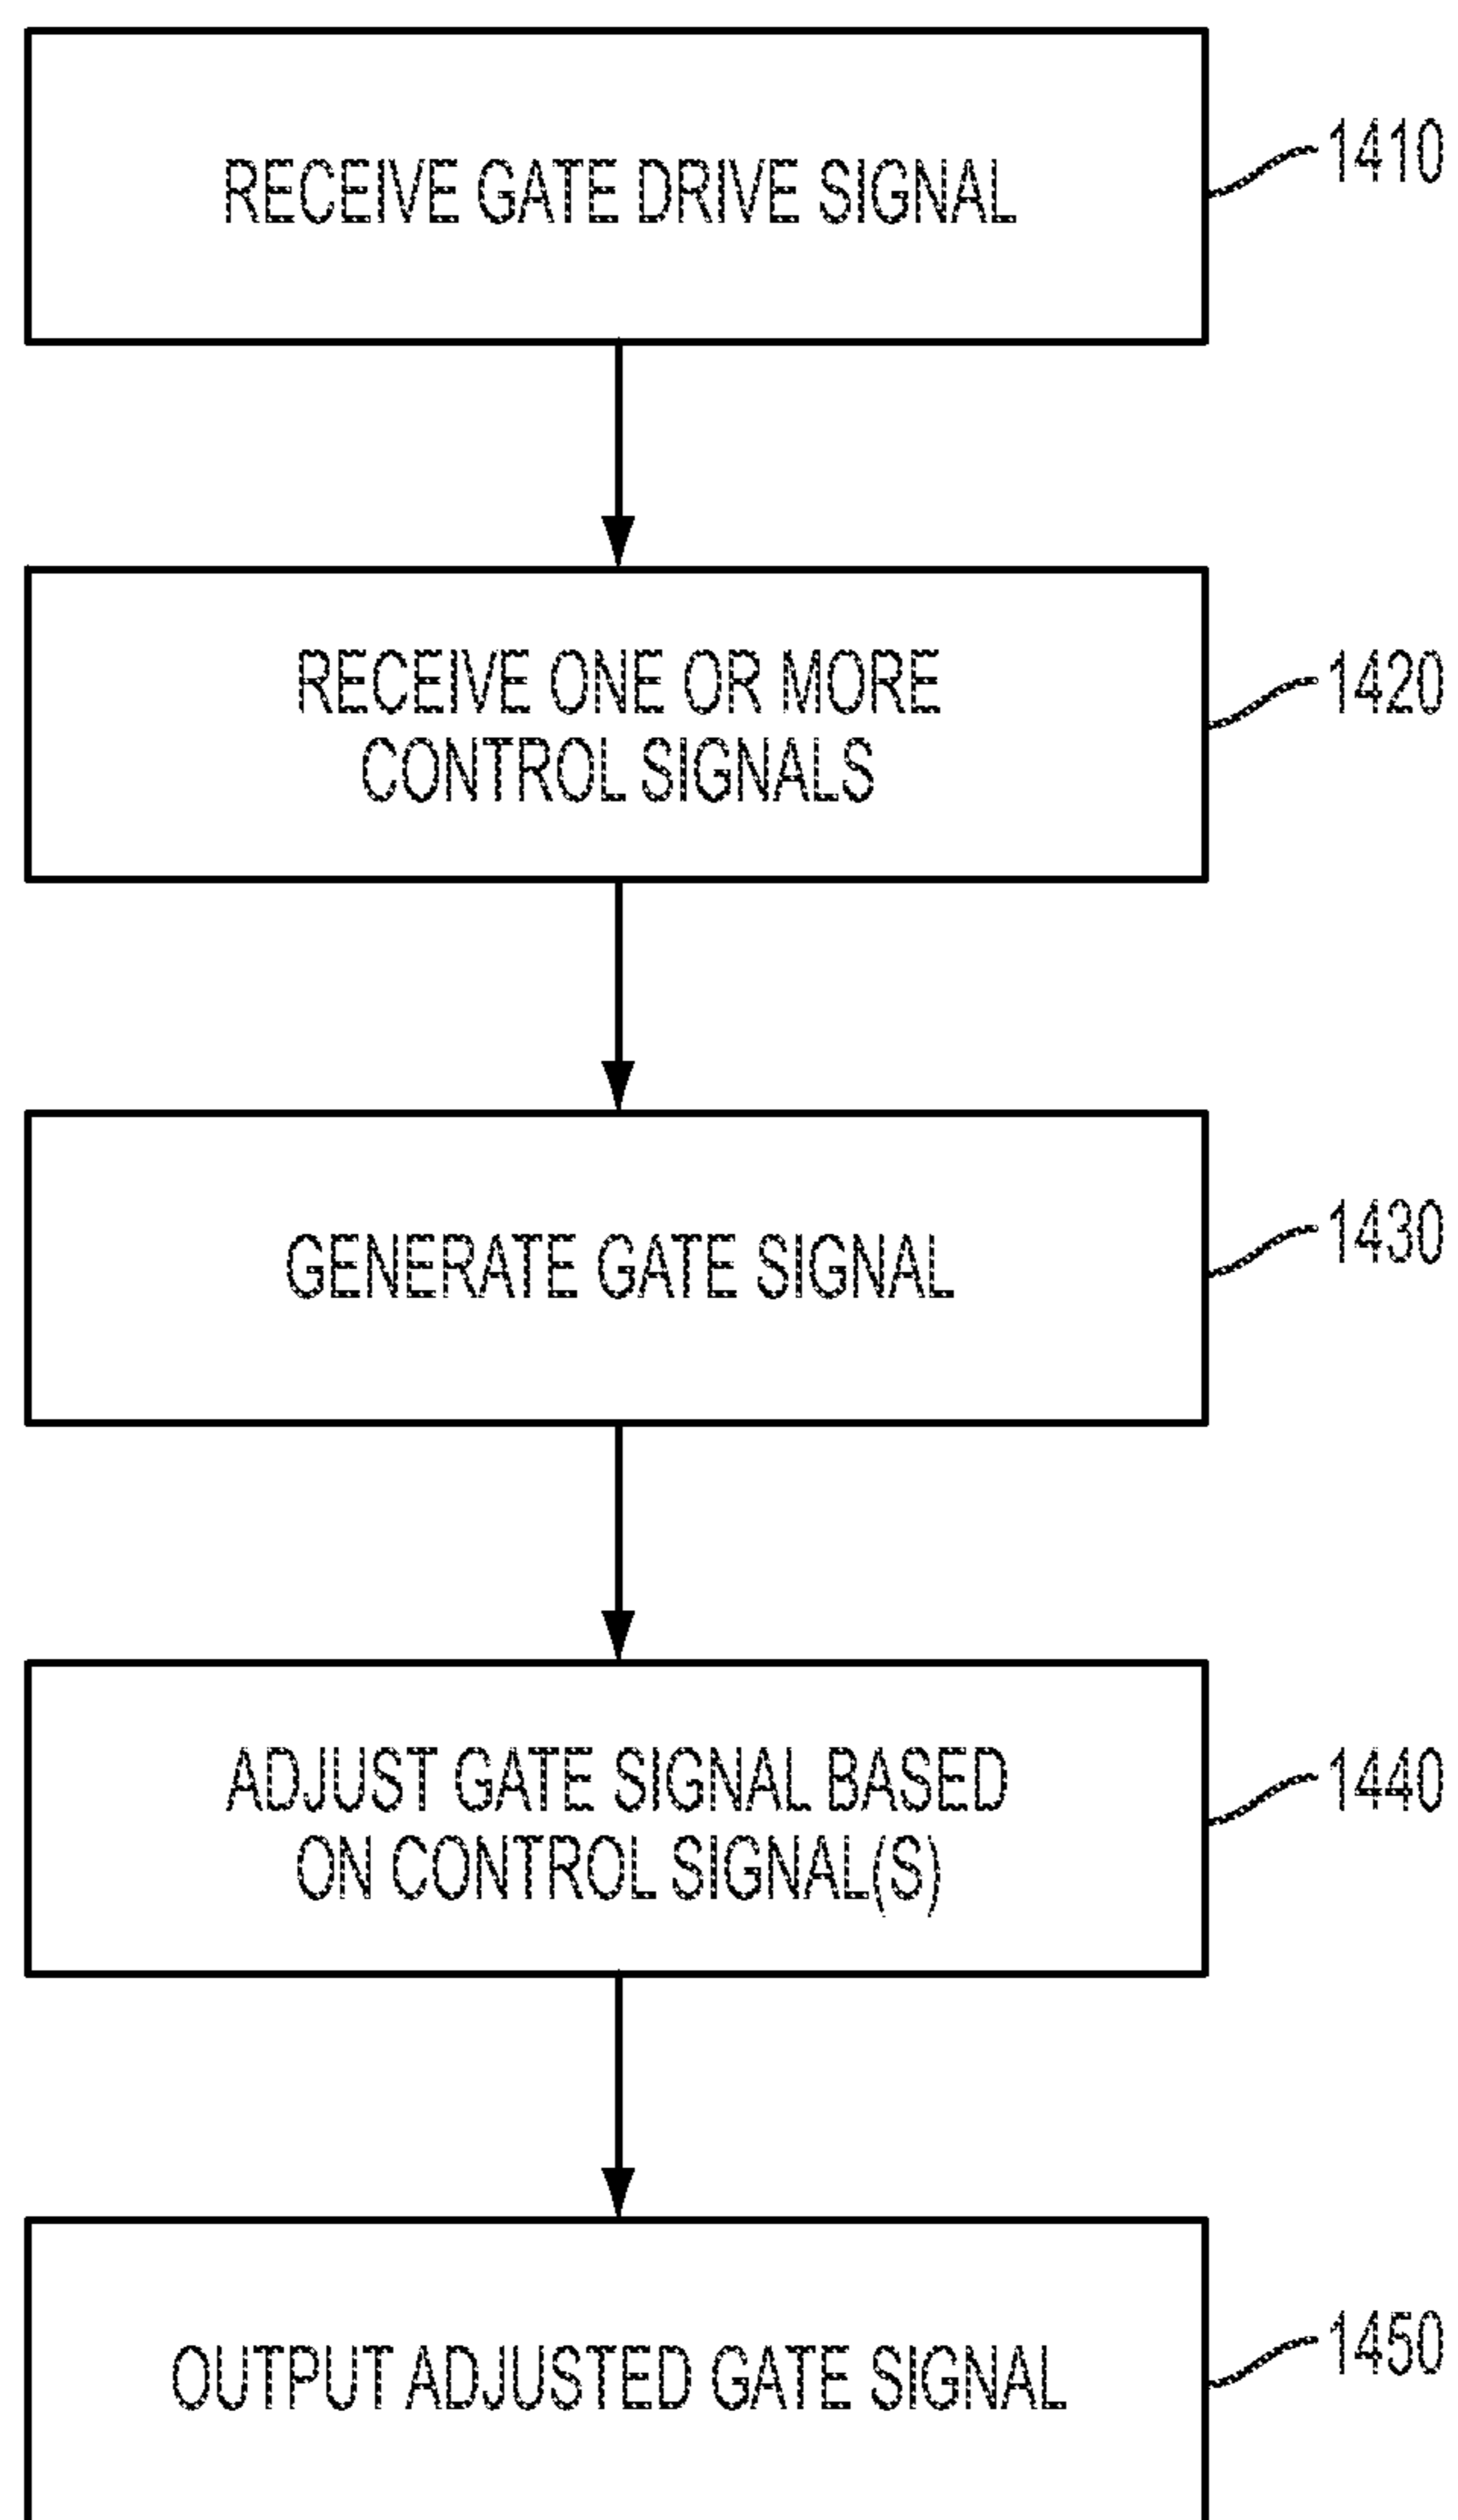 RECEIVE GATE DRIVE SIGNAL
1410
RECEIVE ONE OR MORE
CONTROL SIGNALS
1420
GENERATE GATE SIGNAL
1430
ADJUST GATE SIGNAL BASED
ON CONTROL SIGNAL(S)
1440
OUTPUT ADJUSTED GATE SIGNAL
1450